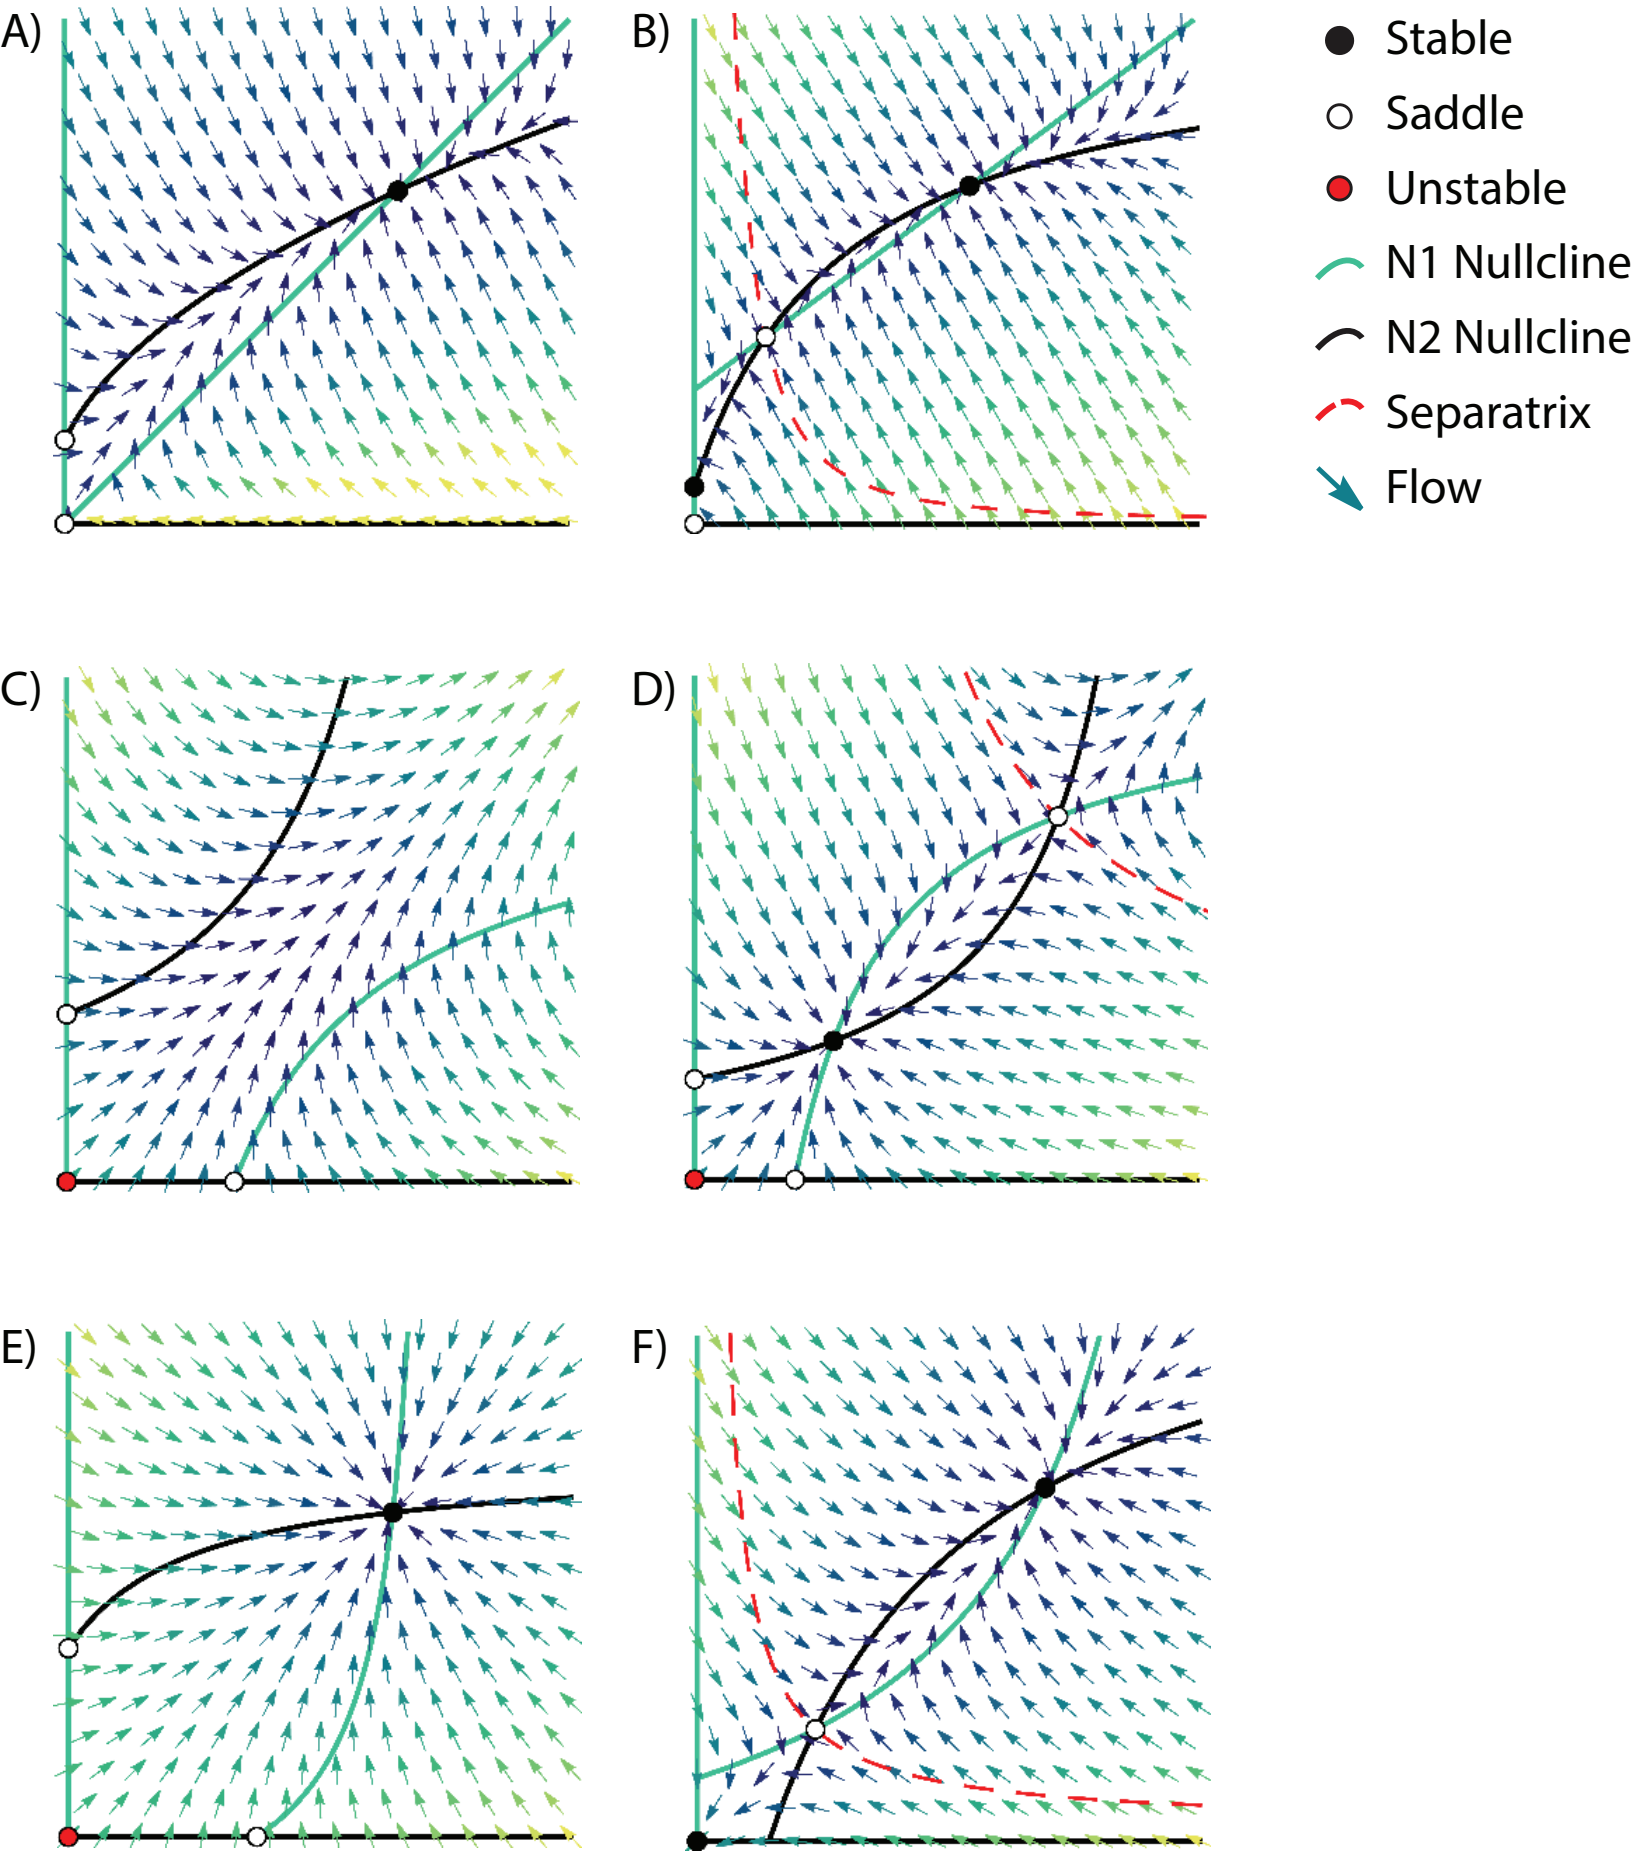 A)
B)
Stable
Saddle
Unstable
N1 Nullcline
N2 Nullcline
Separatrix
Flow
C)
D)
E)
F)